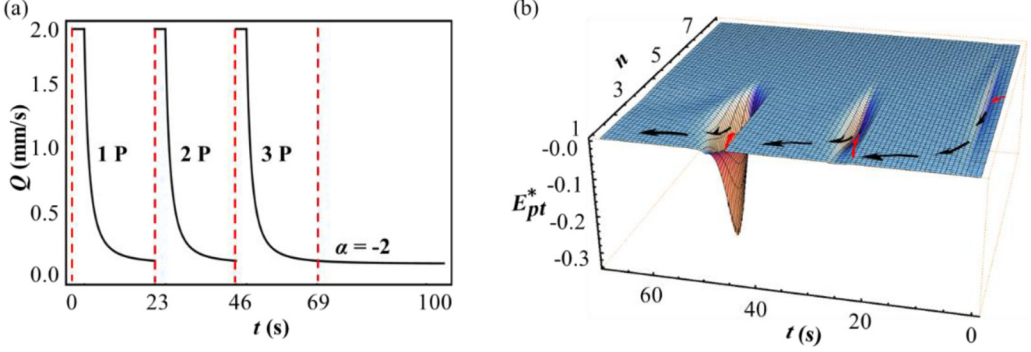 (a)
2.0
1.5
1.0
0.5
0.0
Q (mm/s)
1 P
2 P
3 P
α = -2
0
23
46
69
100
t (s)
(b)
7
5
3
1
n
-0.0
-0.1
-0.2
-0.3
E*pt
60
40
20
0
t(s)